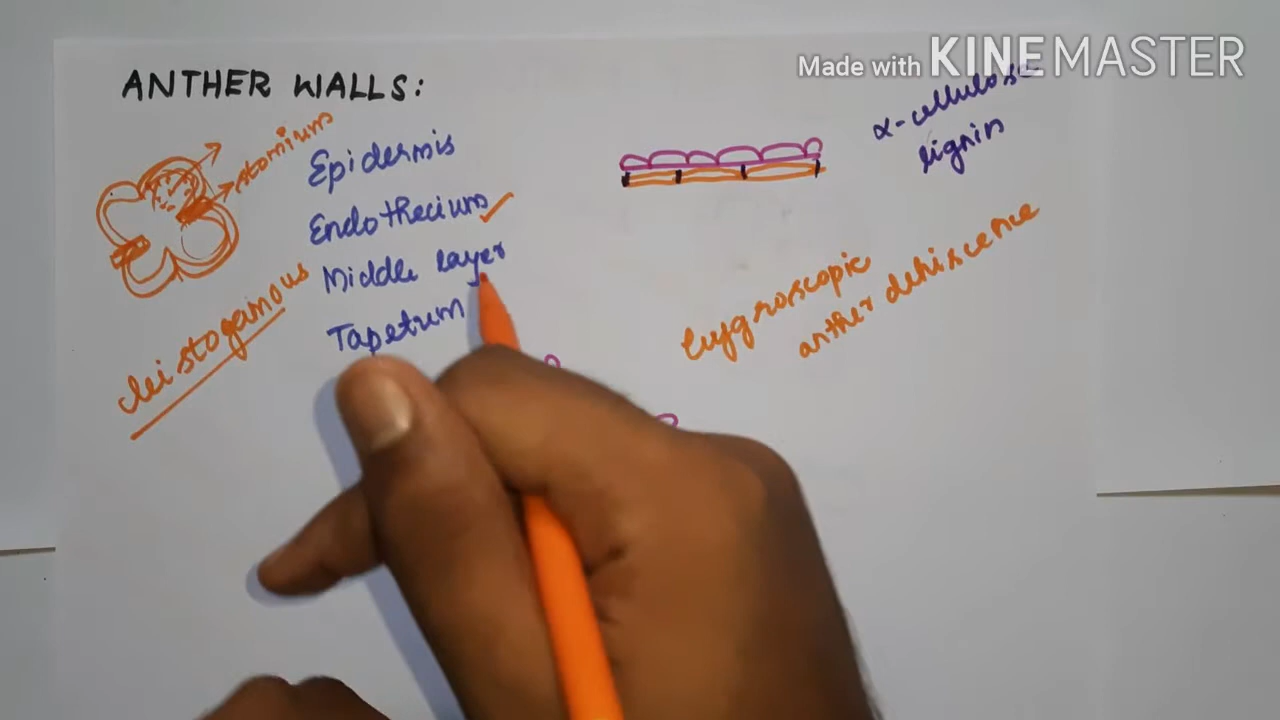 Made with KINEMASTER
ANTHER WALLS:
stomium
Epidermis
Endothecium
Middle layer
Tapetum
cleistogamous
α-cellulose
lignin
hygroscopic
anther dehiscence